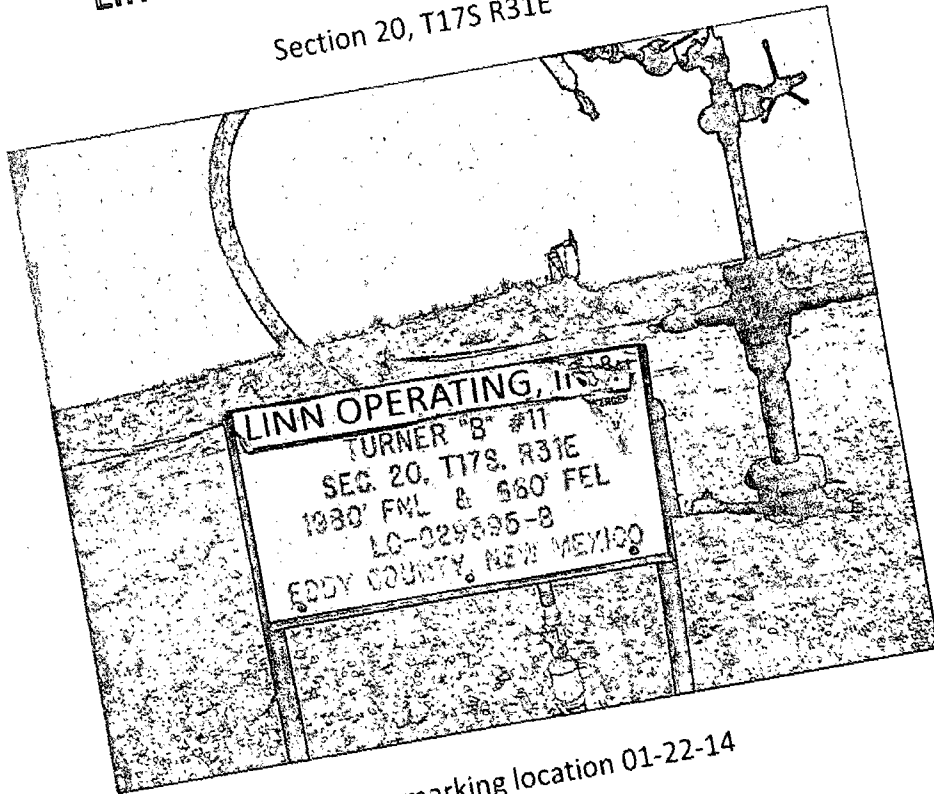 Section 20, T17S R31E
LINN OPERATING,
TURNER "B" #11
SEC. 20, T17S, R31E
1980' FNL & 660' FEL
LC-029395-B
EDDY COUNTY, NEW MEXICO
marking location 01-22-14